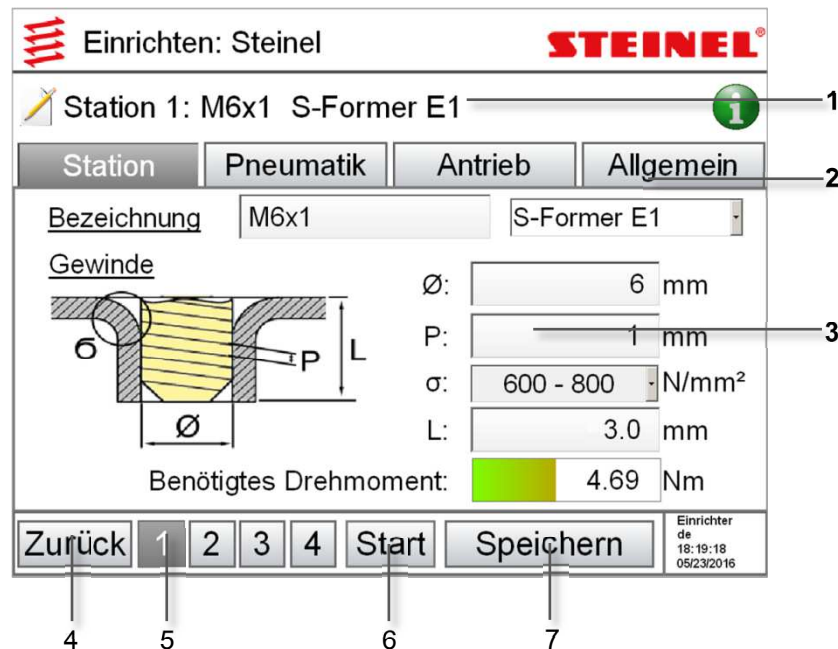 Einrichten: Steinel STEINEL®
Station 1: M6x1 S-Former E1 1
Station Pneumatik Antrieb Allgemein 2
Bezeichnung M6x1 S-Former E1
Gewinde
Ø: 6 mm
P: 1 mm 3
σ: 600 - 800 N/mm²
L: 3.0 mm
σ P L
Ø
Benötigtes Drehmoment: 4.69 Nm
Zurück 1 2 3 4 Start Speichern
Einrichter
de
18:19:18
05/23/2016
4 5 6 7